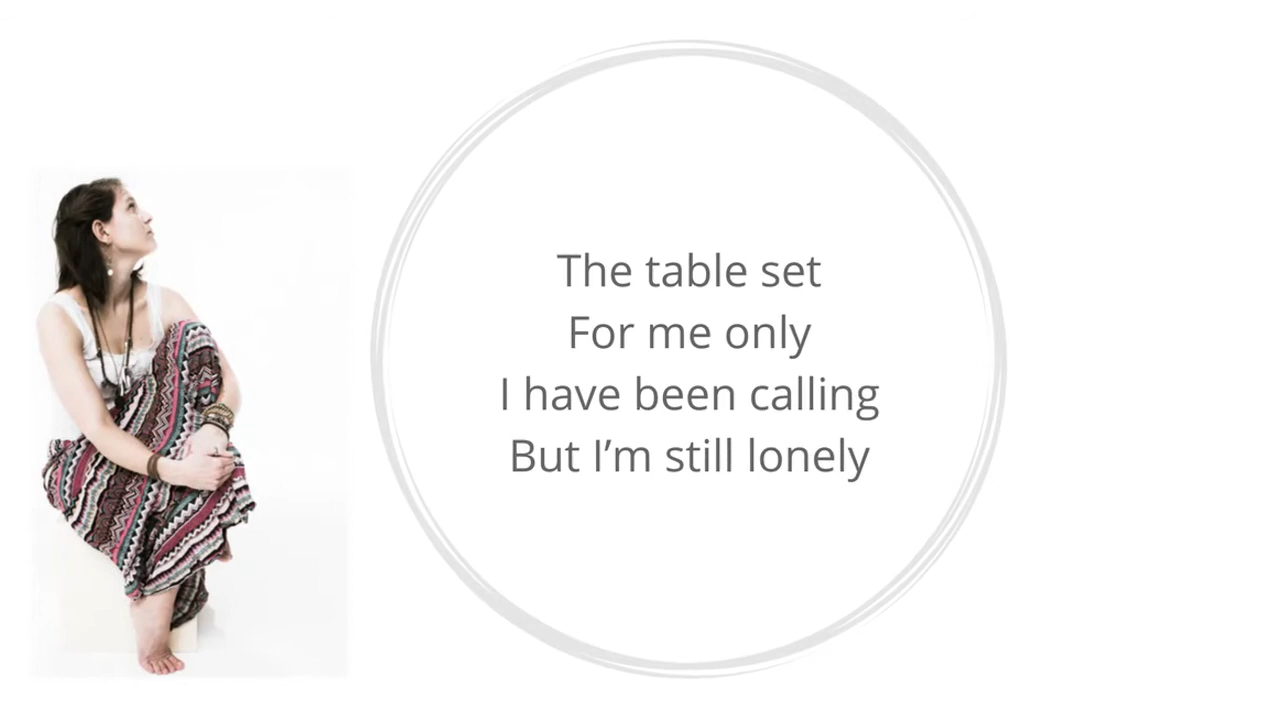 The table set
For me only
I have been calling
But I’m still lonely